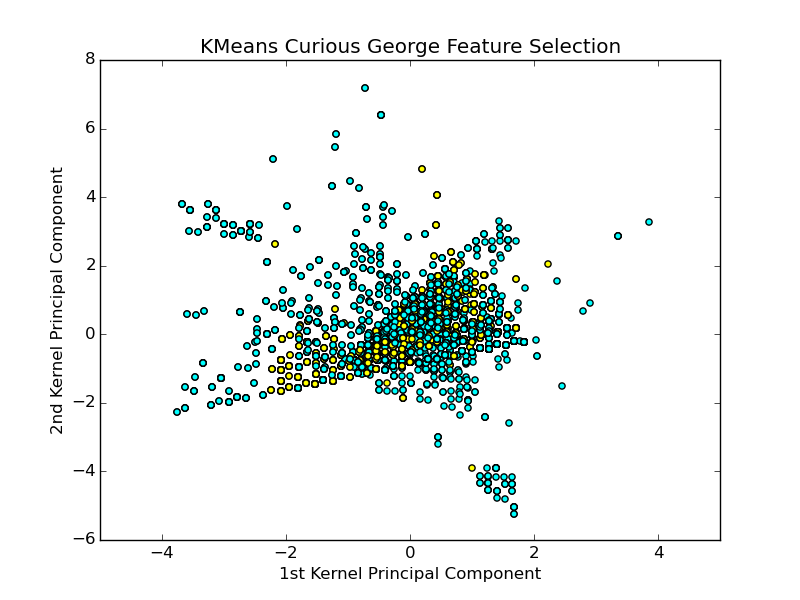 KMeans Curious George Feature Selection
8
6
4
2
0
−2
−4
−6
2nd Kernel Principal Component
−4 −2 0 2 4
1st Kernel Principal Component